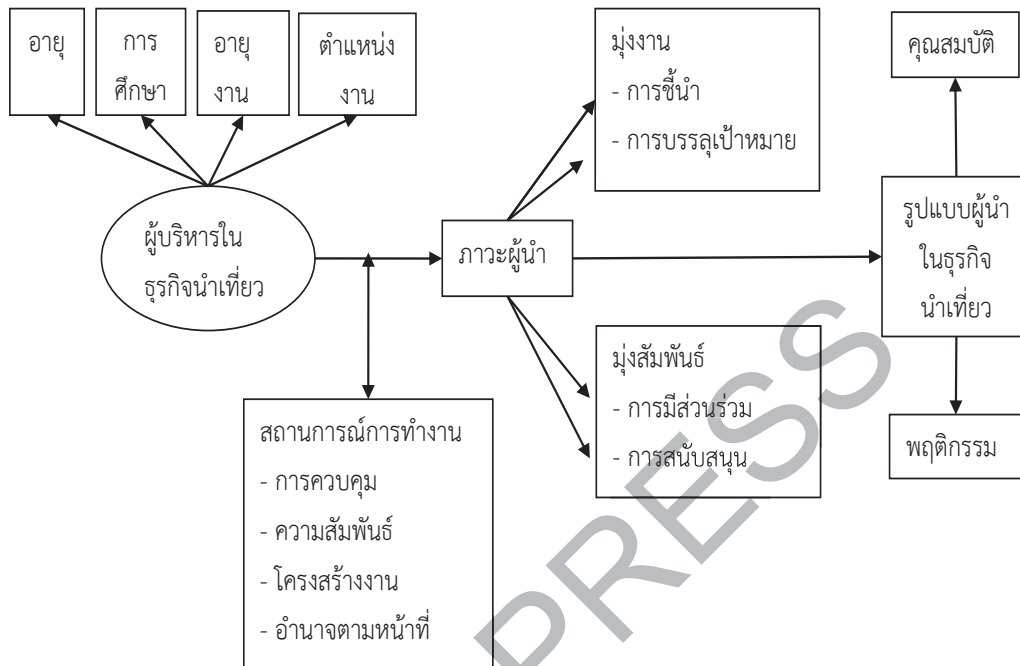 อายุ
การ
ศึกษา
อายุ
งาน
ตำแหน่ง
งาน
มุ่งงาน
- การชี้นำ
- การบรรลุเป้าหมาย
คุณสมบัติ
ผู้บริหารใน
ธุรกิจนำเที่ยว
ภาวะผู้นำ
รูปแบบผู้นำ
ในธุรกิจ
นำเที่ยว
มุ่งสัมพันธ์
- การมีส่วนร่วม
- การสนับสนุน
พฤติกรรม
สถานการณ์การทำงาน
- การควบคุม
- ความสัมพันธ์
- โครงสร้างงาน
- อำนาจตามหน้าที่
PRESS